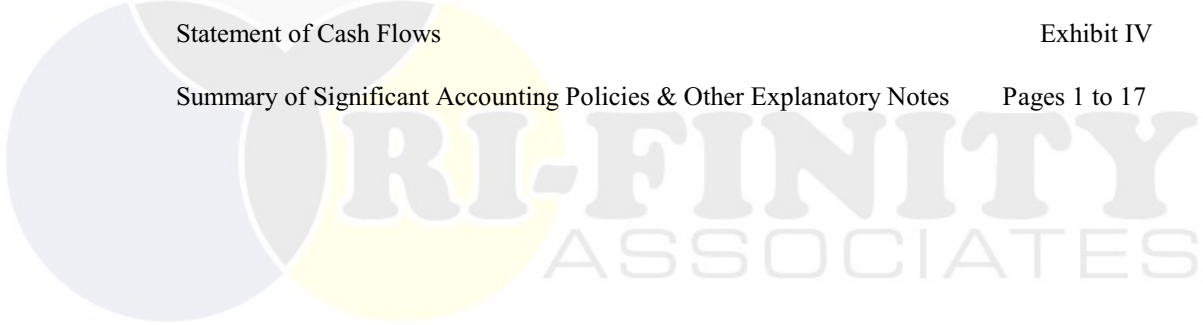 Statement of Cash Flows Exhibit IV
Summary of Significant Accounting Policies & Other Explanatory Notes Pages 1 to 17
RI-FINITY
ASSOCIATES